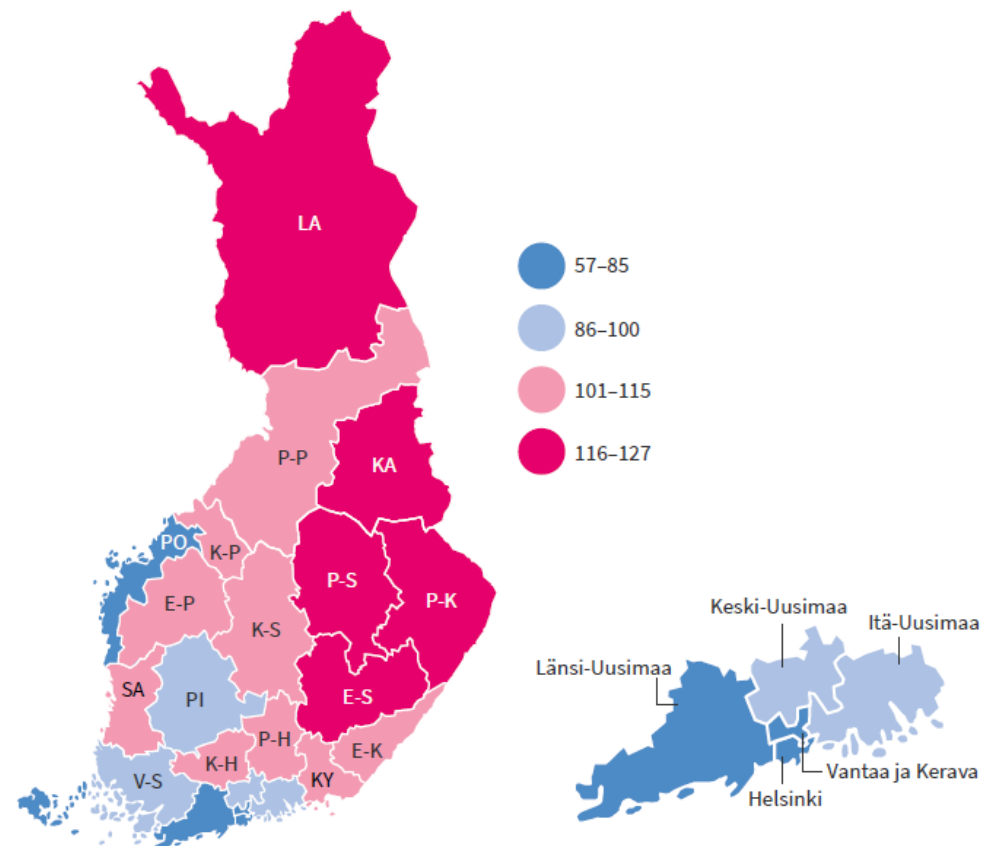 LA
57–85
86–100
101–115
116–127
P-P
KA
PO
K-P
P-S
P-K
E-P
K-S
SA
PI
E-S
P-H
E-K
K-H
KY
V-S
Keski-Uusimaa
Itä-Uusimaa
Länsi-Uusimaa
Vantaa ja Kerava
Helsinki